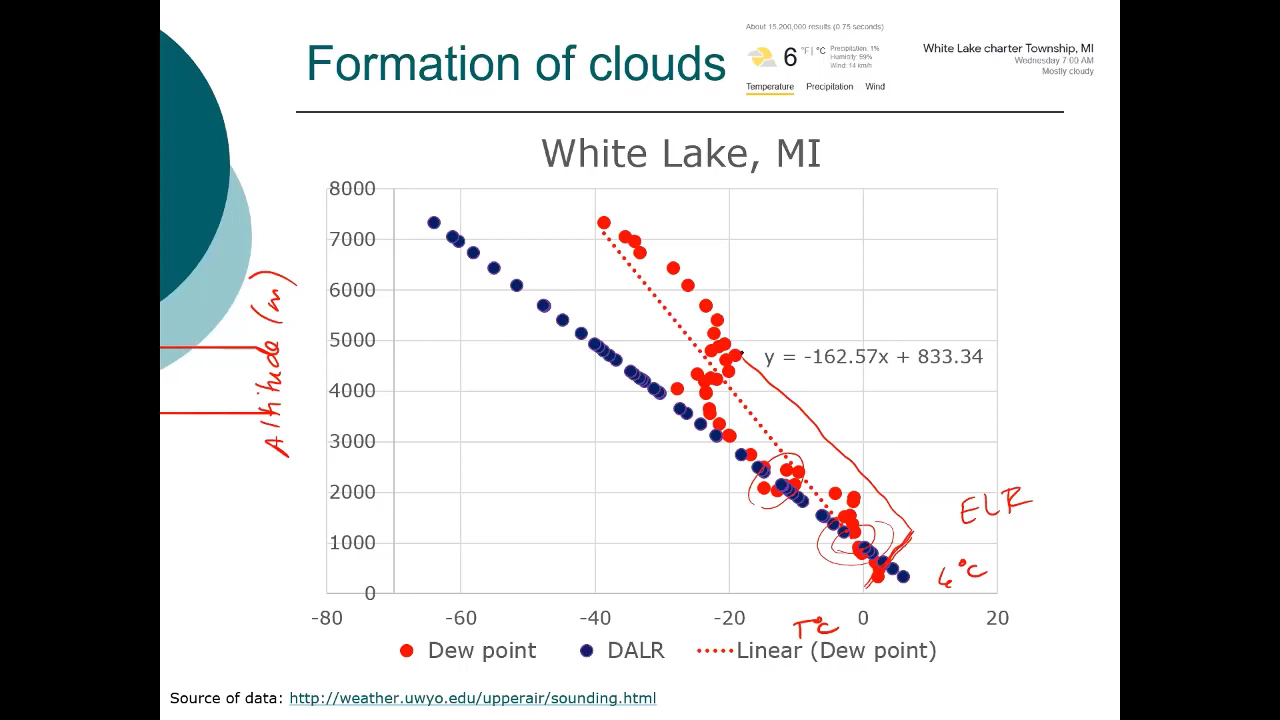 About 15,200,000 results (0.75 seconds)
Formation of clouds
6 °F | °C
Precipitation: 1%
Humidity: 69%
Wind: 14 km/h
White Lake charter Township, MI
Wednesday 7:00 AM
Mostly cloudy
Temperature Precipitation Wind
White Lake, MI
8000
7000
6000
5000
4000
3000
2000
1000
0
Altitude (m)
y = -162.57x + 833.34
ELR
6°C
-80 -60 -40 -20 0 20
T°C
Dew point DALR Linear (Dew point)
Source of data: http://weather.uwyo.edu/upperair/sounding.html